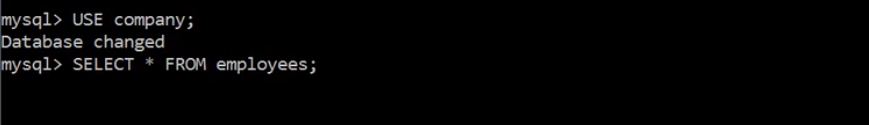 mysql> USE company;
Database changed
mysql> SELECT * FROM employees;